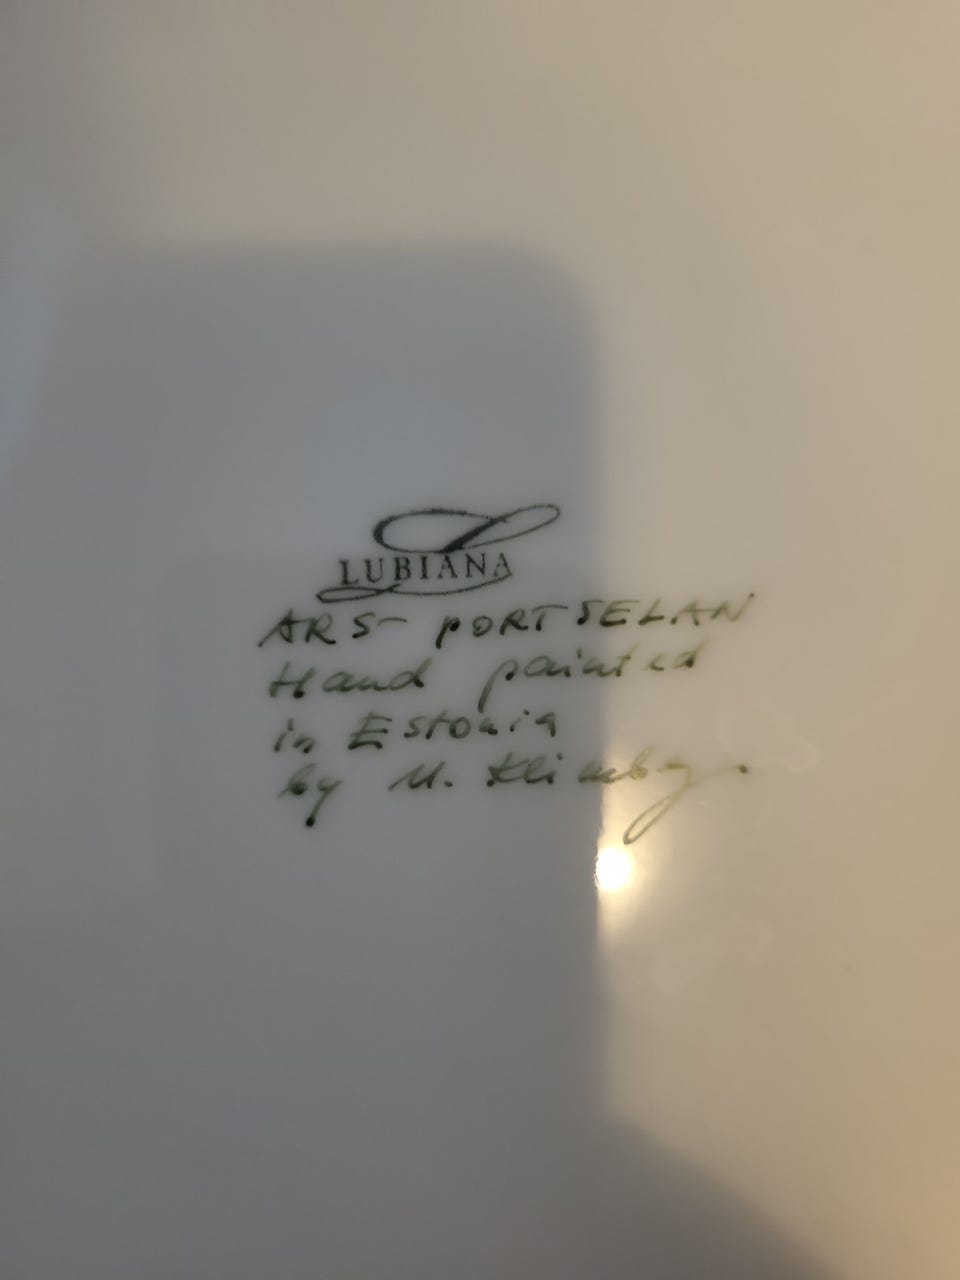 LUBIANA
ARS-PORTSELAN
Hand painted
in Estonia
by M.